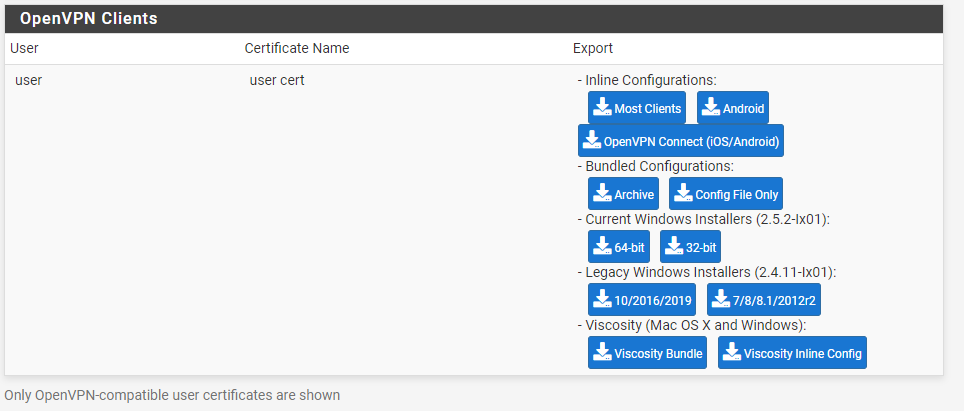 OpenVPN Clients
User Certificate Name Export
user user cert - Inline Configurations:
Most Clients Android
OpenVPN Connect (iOS/Android)
- Bundled Configurations:
Archive Config File Only
- Current Windows Installers (2.5.2-Ix01):
64-bit 32-bit
- Legacy Windows Installers (2.4.11-Ix01):
10/2016/2019 7/8/8.1/2012r2
- Viscosity (Mac OS X and Windows):
Viscosity Bundle Viscosity Inline Config
Only OpenVPN-compatible user certificates are shown